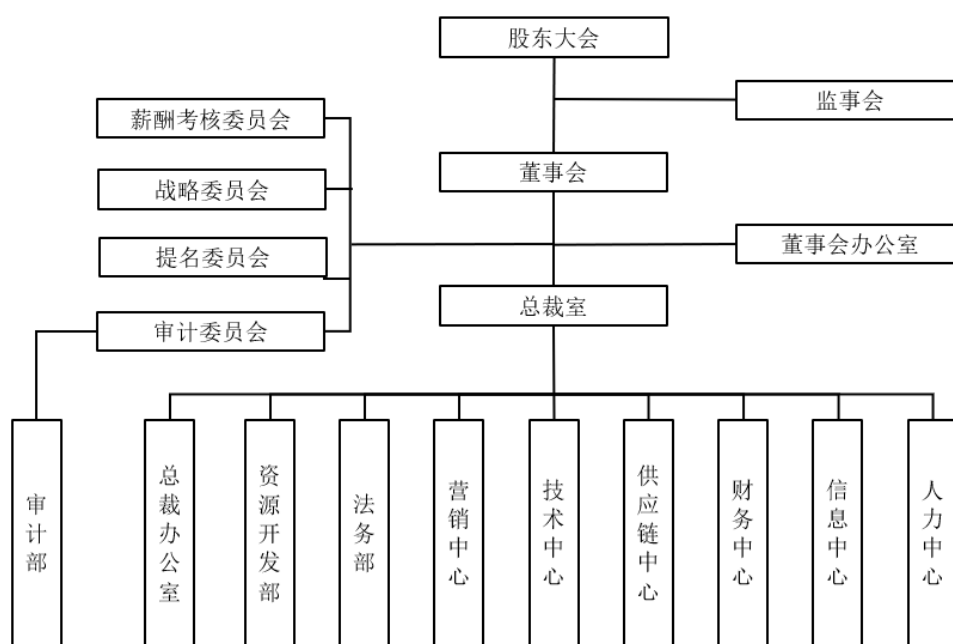 股东大会
监事会
薪酬考核委员会
董事会
战略委员会
董事会办公室
提名委员会
总裁室
审计委员会
审计部
总裁办公室
资源开发部
法务部
营销中心
技术中心
供应链中心
财务中心
信息中心
人力中心